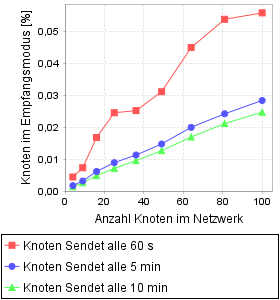 Knoten im Empfangsmodus [%]
0,06
0,05
0,04
0,03
0,02
0,01
0,00
0 20 40 60 80 100
Anzahl Knoten im Netzwerk
Knoten Sendet alle 60 s
Knoten Sendet alle 5 min
Knoten Sendet alle 10 min